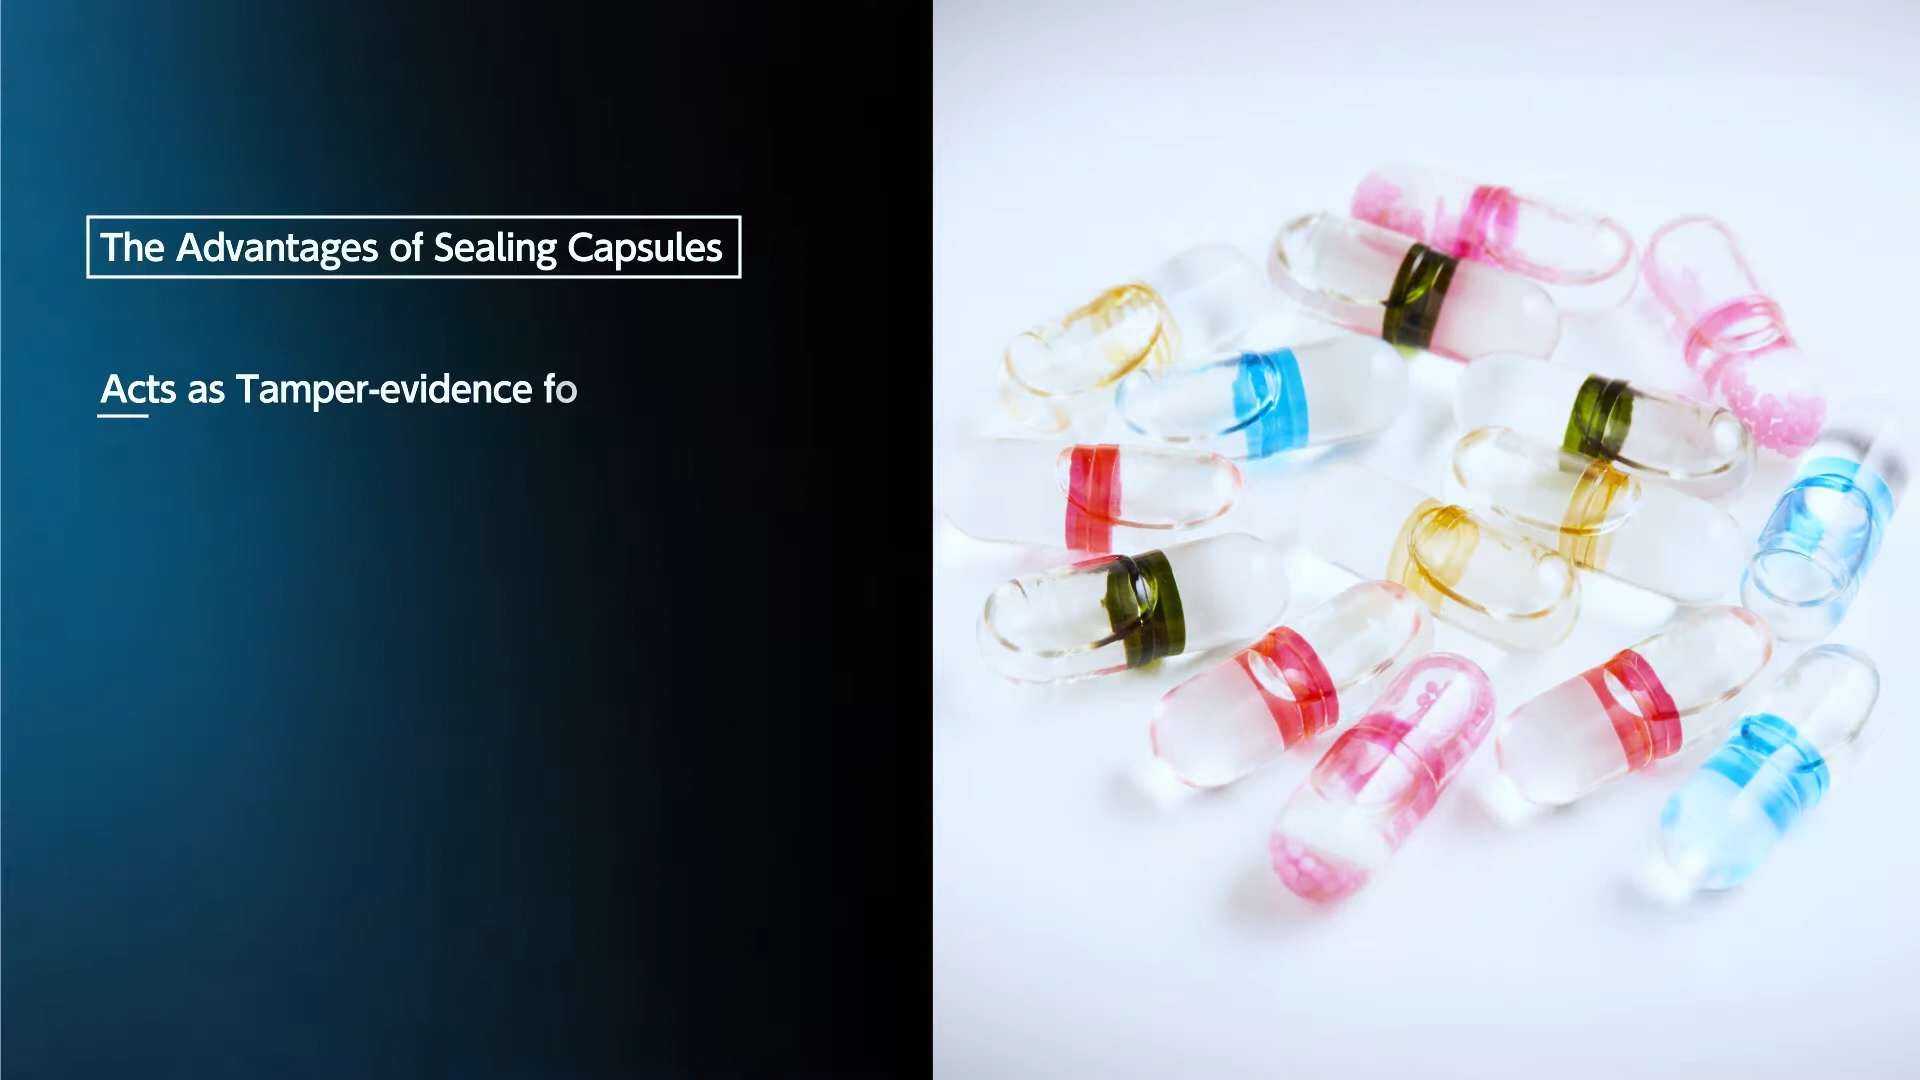 The Advantages of Sealing Capsules
Acts as Tamper-evidence fo